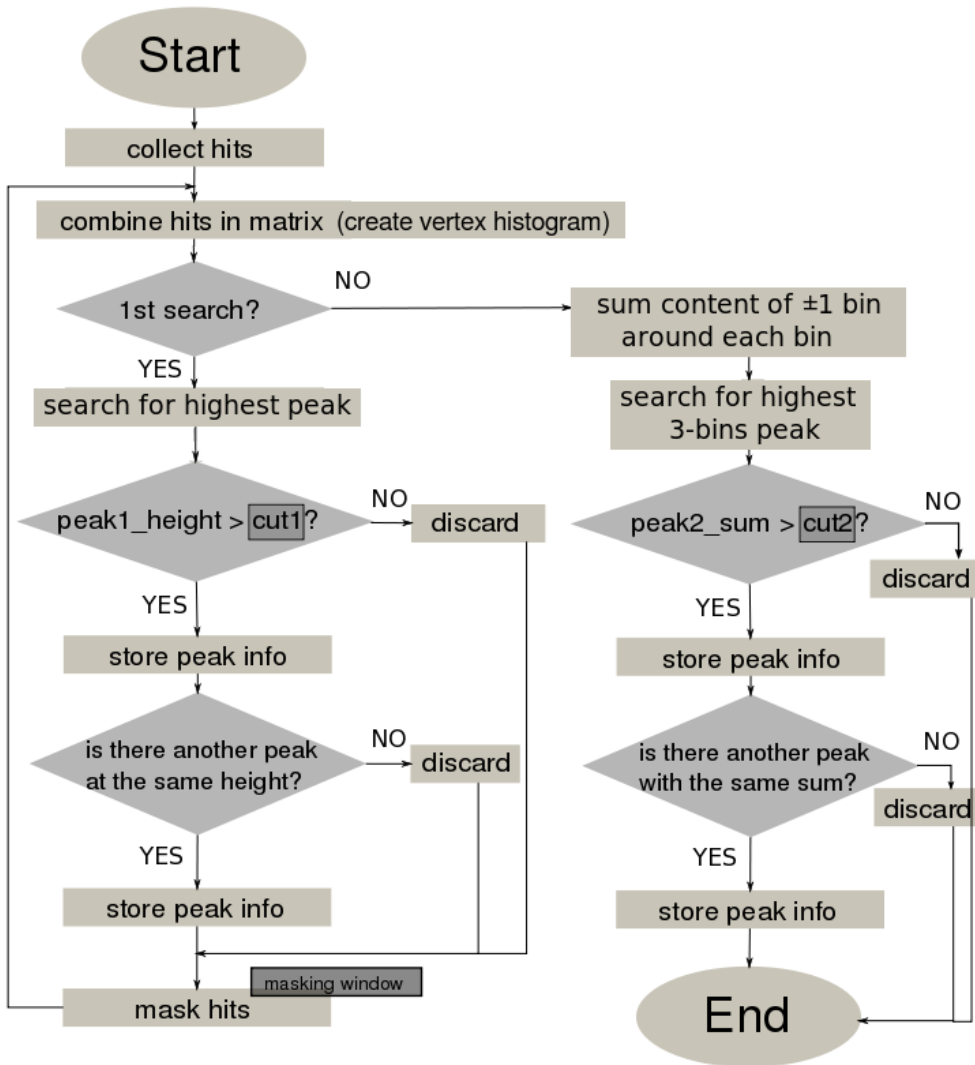 Start
collect hits
combine hits in matrix (create vertex histogram)
1st search?
NO
YES
sum content of ±1 bin
around each bin
search for highest peak
search for highest
3-bins peak
peak1_height > cut1?
NO
discard
YES
peak2_sum > cut2?
NO
discard
YES
store peak info
store peak info
is there another peak
at the same height?
NO
discard
YES
is there another peak
with the same sum?
NO
discard
YES
store peak info
store peak info
masking window
mask hits
End